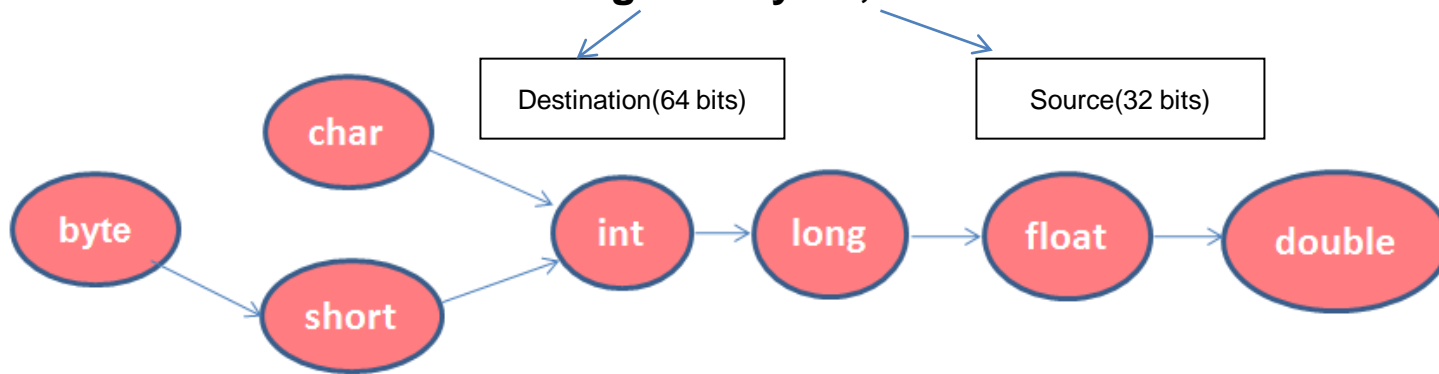 Destination(64 bits)
Source(32 bits)
char
byte
int
long
float
double
short